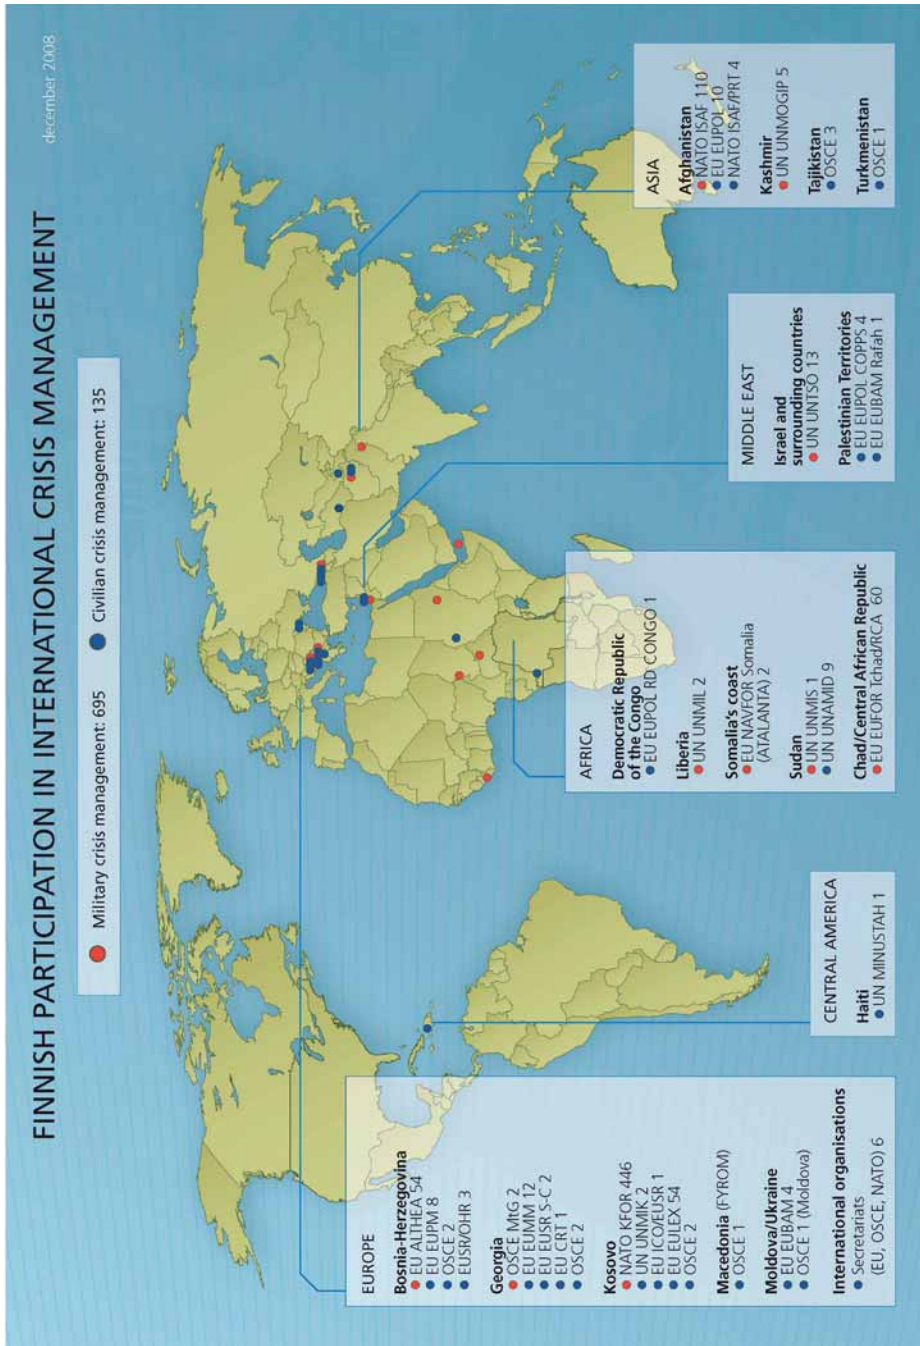 FINNISH PARTICIPATION IN INTERNATIONAL CRISIS MANAGEMENT
december 2008
Military crisis management: 695
Civilian crisis management: 135
EUROPE
Bosnia-Herzegovina
EU ALTHEA 54
EU EUPM 8
OSCE 2
EUSR/OHR 3
Georgia
OSCE MtG 2
EU EUMM 12
EU EUSR S-C 2
EU CRT 1
OSCE 2
Kosovo
NATO KFOR 446
UN UNMIK 2
EU ICO/EUSR 1
EU EULEX 54
OSCE 2
Macedonia (FYROM)
OSCE 1
Moldova/Ukraine
EU EUBAM 4
OSCE 1 (Moldova)
International organisations
Secretariats
(EU, OSCE, NATO) 6
CENTRAL AMERICA
Haiti
UN MINUSTAH 1
AFRICA
Democratic Republic
of the Congo
EU EUPOL RD CONGO 1
Liberia
UN UNMIL 2
Somalia's coast
EU NAVFOR Somalia
(ATALANTA) 2
Sudan
UN UNMIS 1
UN UNAMID 9
Chad/Central African Republic
EU EUFOR Tchad/RCA 60
MIDDLE EAST
Israel and
surrounding countries
UN UNTSO 13
Palestinian Territories
EU EUPOL COPPS 4
EU EUBAM Rafah 1
ASIA
Afghanistan
NATO ISAF 110
EU EUPOL 10
NATO ISAF/PRT 4
Kashmir
UN UNMOGIP 5
Tajikistan
OSCE 3
Turkmenistan
OSCE 1